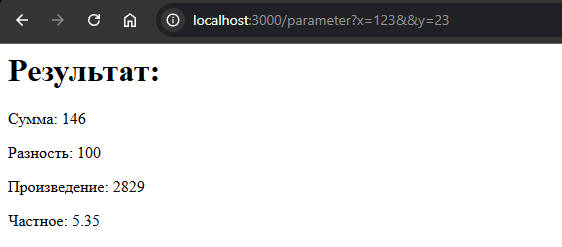 localhost:3000/parameter?x=123&&y=23
Результат:
Сумма: 146
Разность: 100
Произведение: 2829
Частное: 5.35